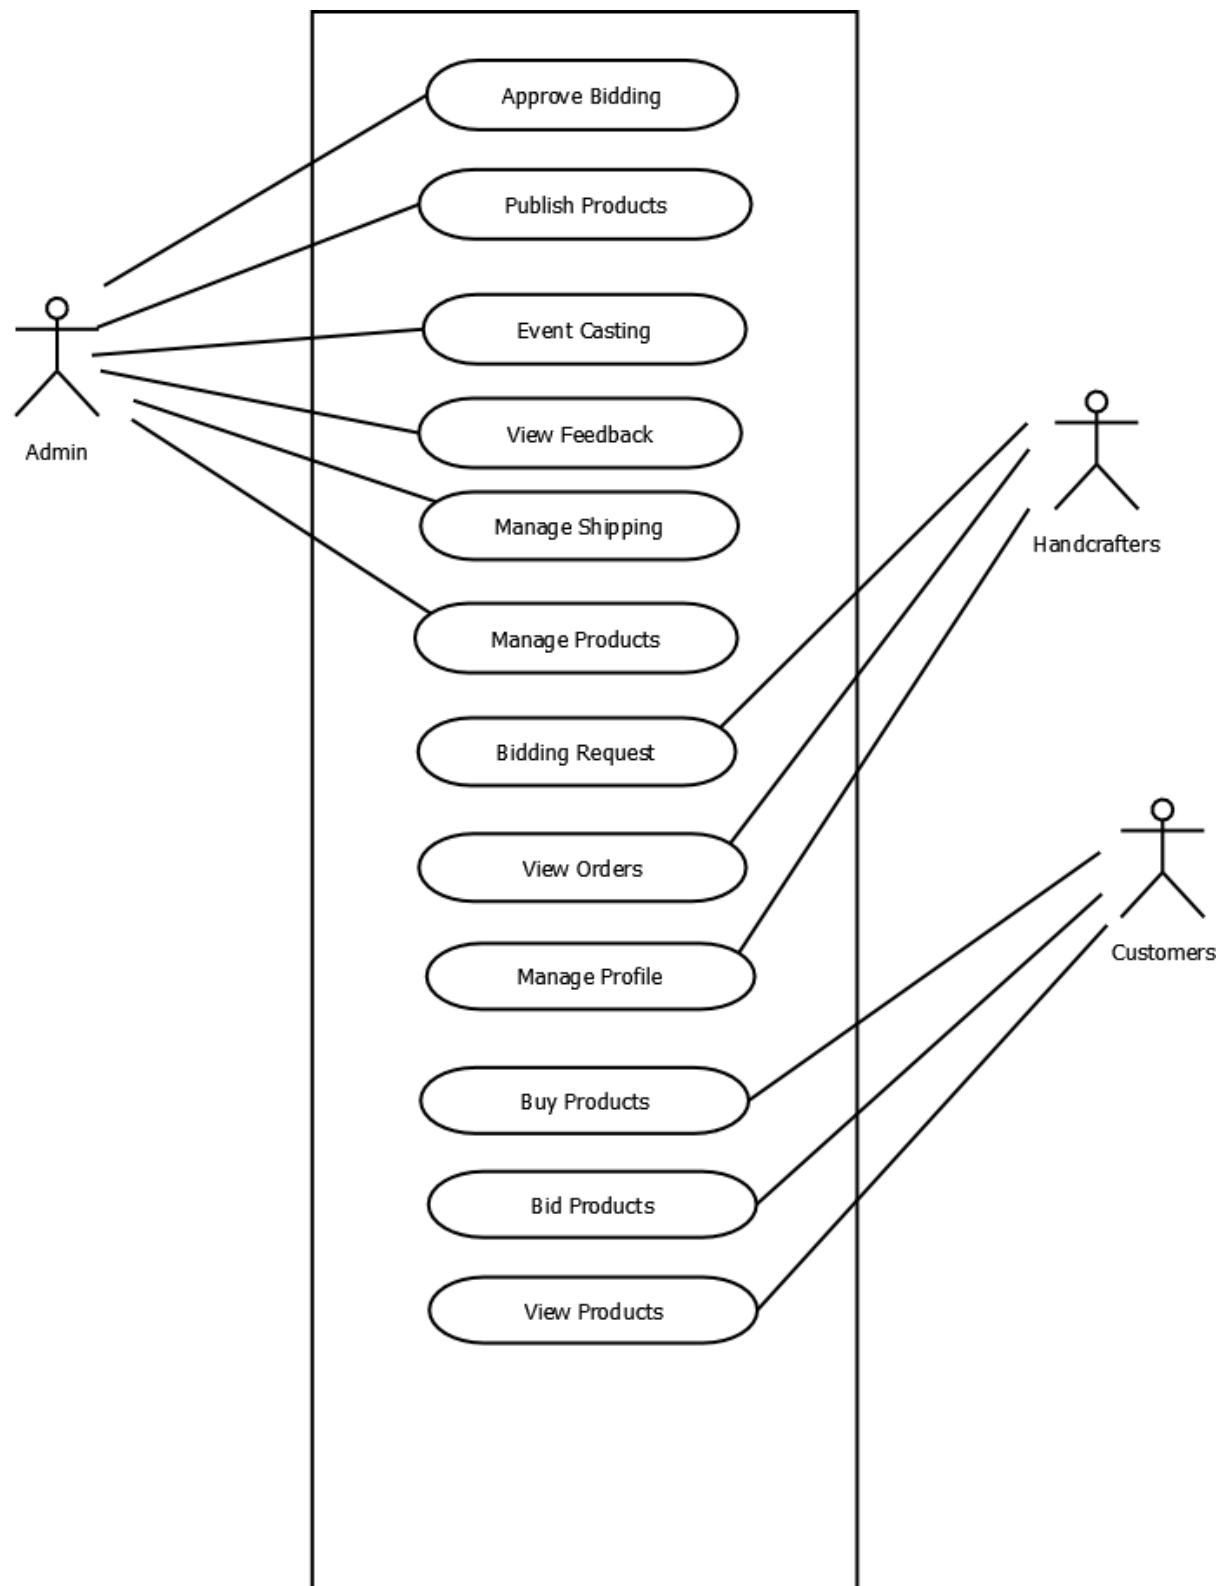 Approve Bidding
Publish Products
Event Casting
View Feedback
Admin
Manage Shipping
Handcrafters
Manage Products
Bidding Request
View Orders
Customers
Manage Profile
Buy Products
Bid Products
View Products